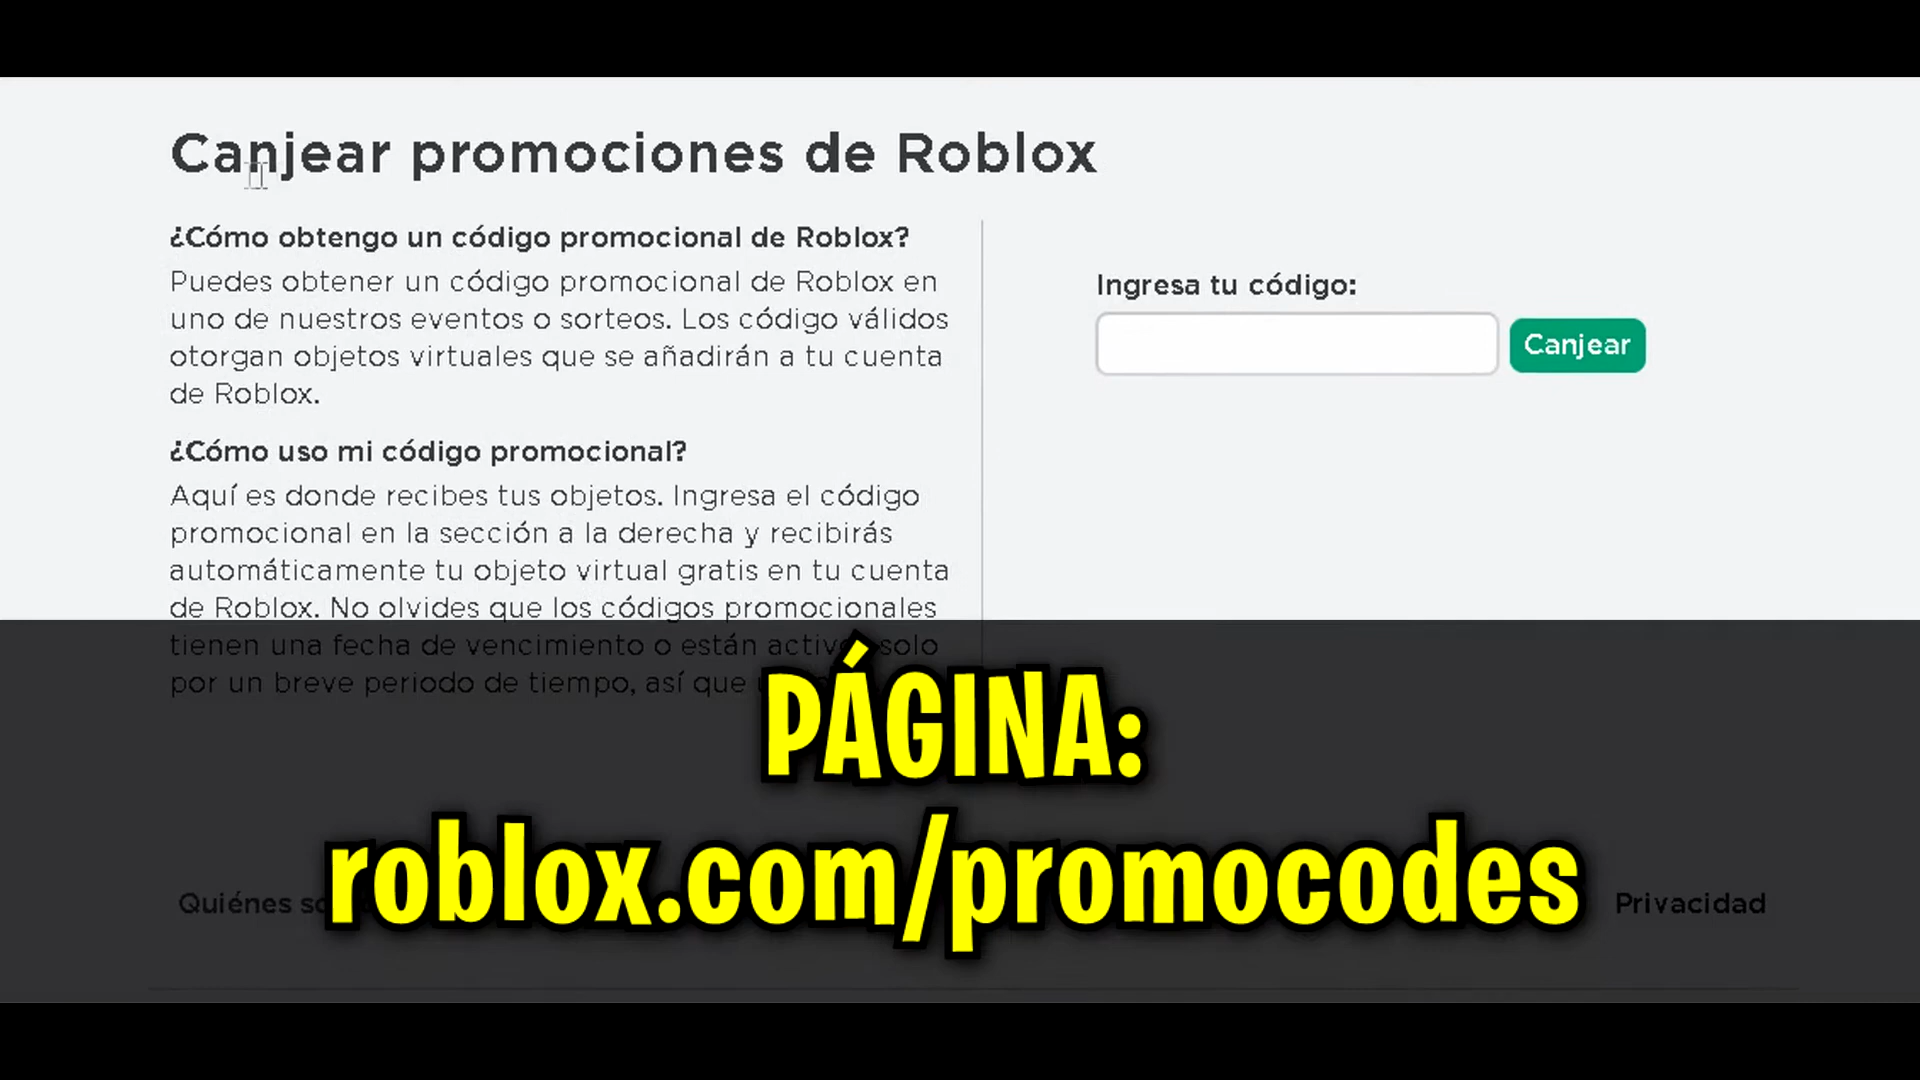 Canjear promociones de Roblox
¿Cómo obtengo un código promocional de Roblox?
Puedes obtener un código promocional de Roblox en
uno de nuestros eventos o sorteos. Los código válidos
otorgan objetos virtuales que se añadirán a tu cuenta
de Roblox.
¿Cómo uso mi código promocional?
Aquí es donde recibes tus objetos. Ingresa el código
promocional en la sección a la derecha y recibirás
automáticamente tu objeto virtual gratis en tu cuenta
de Roblox. No olvides que los códigos promocionales
tienen una fecha de vencimiento o están activos solo
por un breve periodo de tiempo, así que
Ingresa tu código:
Canjear
PÁGINA:
roblox.com/promocodes
Quiénes
Privacidad